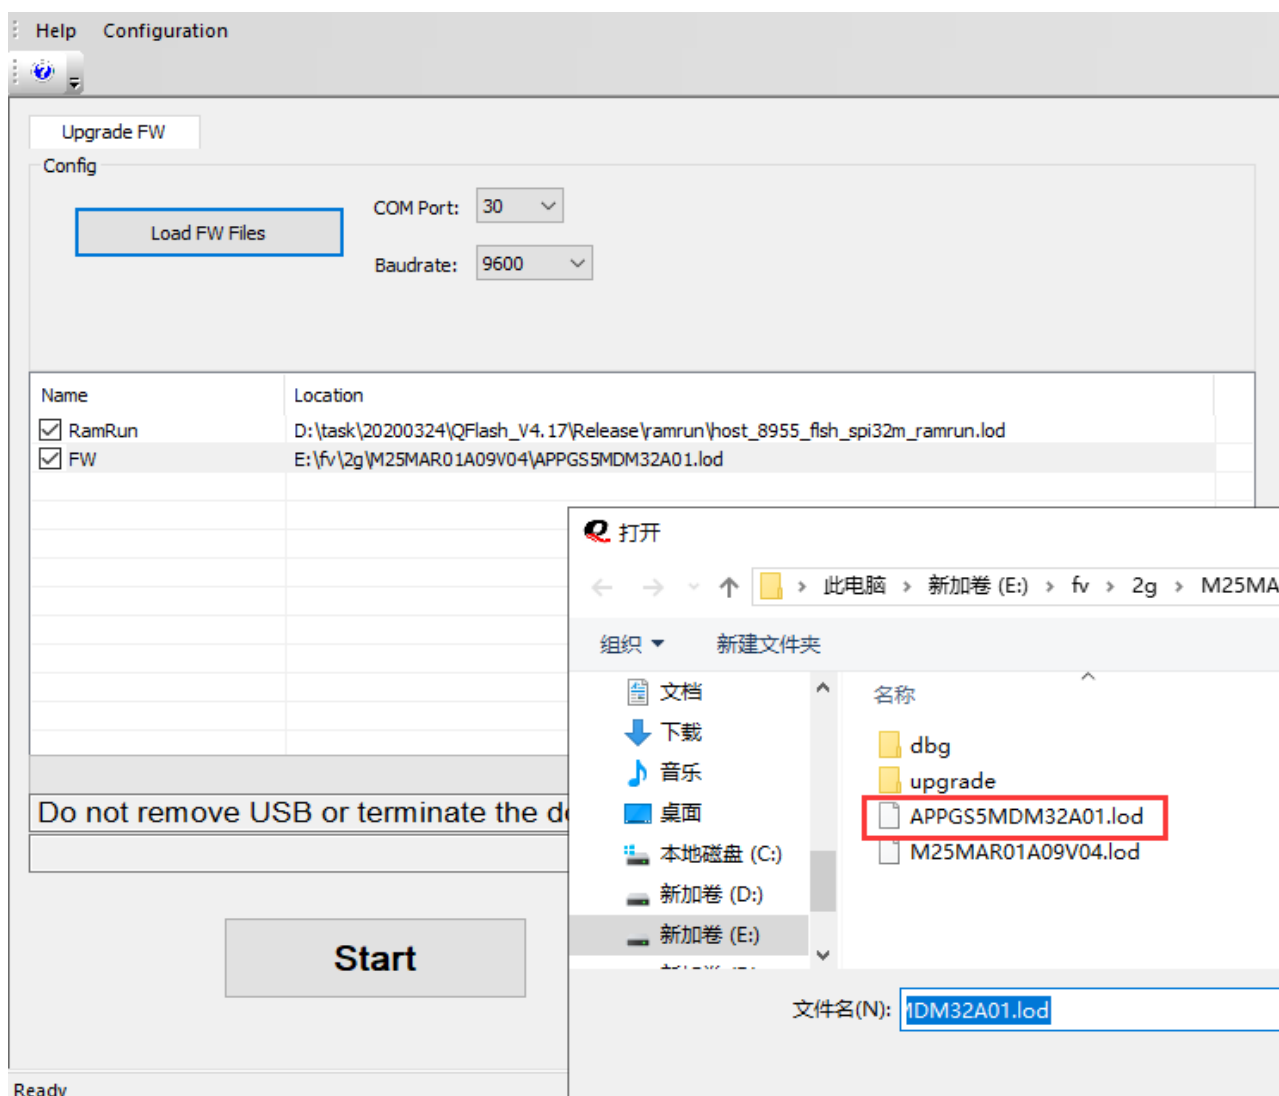 Help Configuration
Upgrade FW
Config
Load FW Files
COM Port: 30
Baudrate: 9600
Name Location
RamRun D:\task\20200324\QFlash_V4.17\Release\ramrun\host_8955_flsh_spi32m_ramrun.lod
FW E:\fv\2g\M25MAR01A09V04\APPGS5MDM32A01.lod
打开
此电脑 > 新加卷 (E:) > fv > 2g > M25MA
组织 新建文件夹
名称
文档
下载
音乐
桌面
本地磁盘 (C:)
新加卷 (D:)
新加卷 (E:)
dbg
upgrade
APPGS5MDM32A01.lod
M25MAR01A09V04.lod
文件名(N): MDM32A01.lod
Do not remove USB or terminate the de
Start
Ready